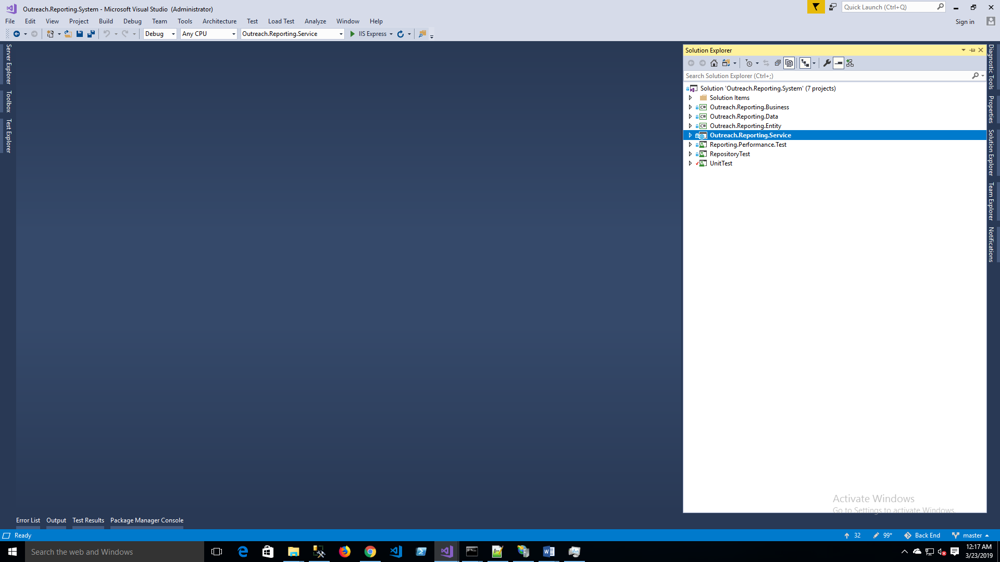 Outreach.Reporting.System - Microsoft Visual Studio (Administrator)
Quick Launch (Ctrl+Q)
File Edit View Project Build Debug Team Tools Architecture Test Load Test Analyze Window Help
Sign in
Debug Any CPU Outreach.Reporting.Service IIS Express
Server Explorer
Toolbox
Test Explorer
Solution Explorer
Search Solution Explorer (Ctrl+;)
Solution 'Outreach.Reporting.System' (7 projects)
Solution Items
C# Outreach.Reporting.Business
C# Outreach.Reporting.Data
C# Outreach.Reporting.Entity
Outreach.Reporting.Service
Reporting.Performance.Test
RepositoryTest
UnitTest
Diagnostic Tools
Properties
Solution Explorer
Team Explorer
Notifications
Activate Windows
Go to Settings to activate Windows.
Error List Output Test Results Package Manager Console
Ready
32 99* Back End master
Search the web and Windows
12:17 AM
3/23/2019